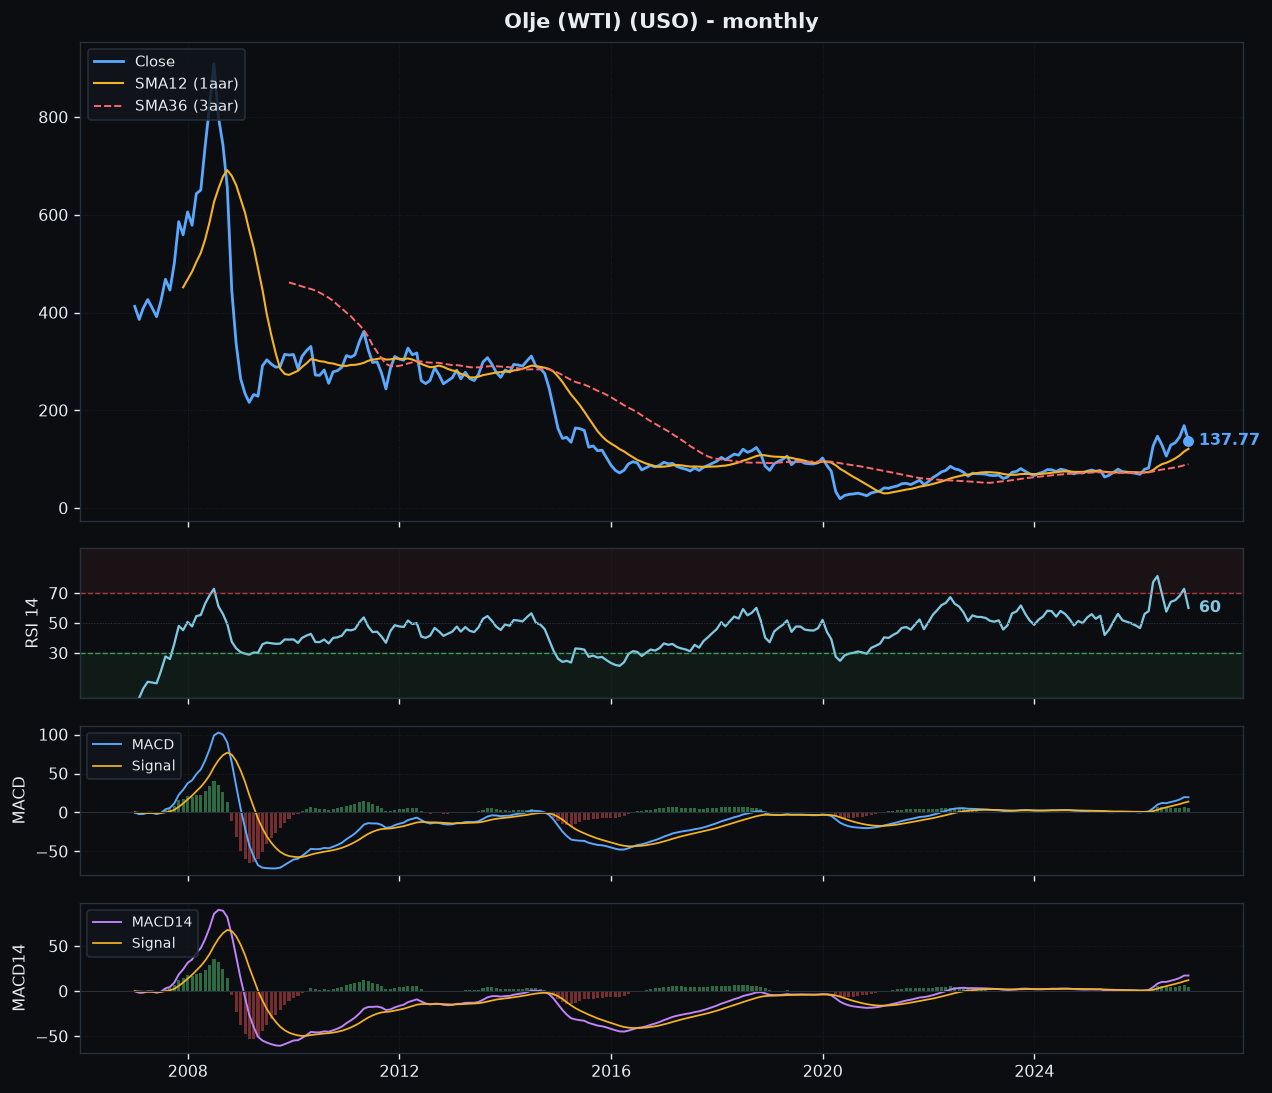 Olje (WTI) (USO) - monthly
Close
SMA12 (1aar)
SMA36 (3aar)
800
600
400
200
0
137.77
RSI 14
70
50
30
60
MACD
MACD
Signal
100
50
0
−50
MACD14
MACD14
Signal
50
0
−50
2008 2012 2016 2020 2024